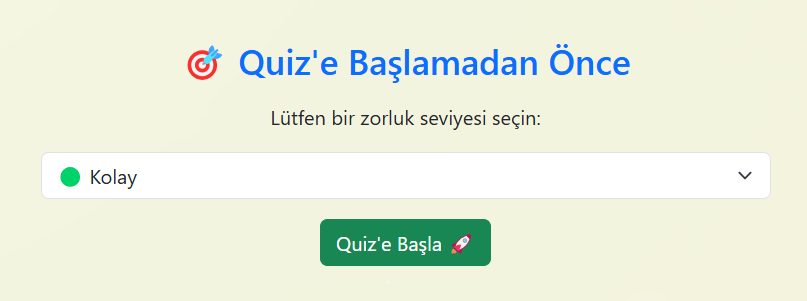 Quiz'e Başlamadan Önce
Lütfen bir zorluk seviyesi seçin:
Kolay
Quiz'e Başla